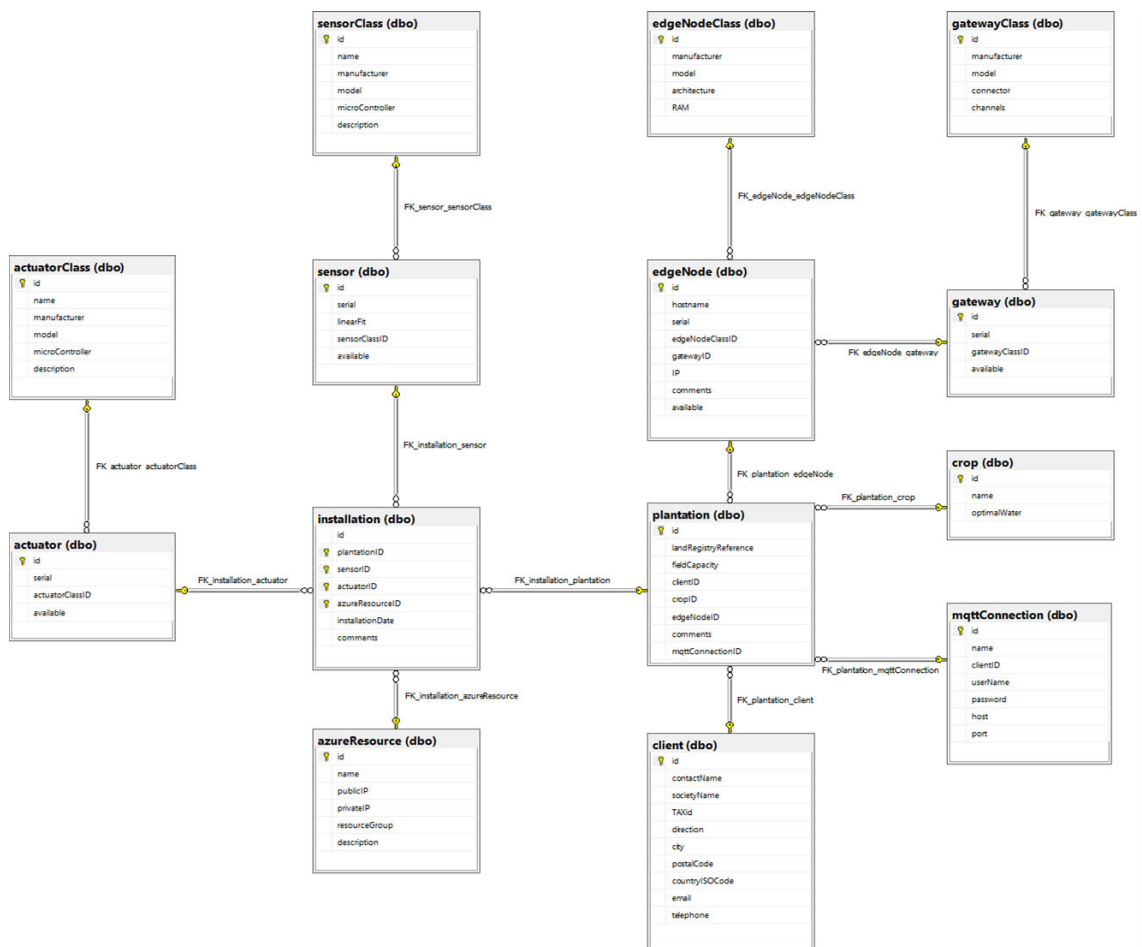 sensorClass (dbo)
id
name
manufacturer
model
microController
description
edgeNodeClass (dbo)
id
manufacturer
model
architecture
RAM
gatewayClass (dbo)
id
manufacturer
model
connector
channels
FK_sensor_sensorClass
FK_edgeNode_edgeNodeClass
FK_gateway_gatewayClass
actuatorClass (dbo)
id
name
manufacturer
model
microController
description
sensor (dbo)
id
serial
linearFit
sensorClassID
available
edgeNode (dbo)
id
hostname
serial
edgeNodeClassID
gatewayID
IP
comments
available
FK_edgeNode_gateway
gateway (dbo)
id
serial
gatewayClassID
available
FK_actuator_actuatorClass
FK_installation_sensor
FK_plantation_edgeNode
crop (dbo)
id
name
optimalWater
FK_plantation_crop
actuator (dbo)
id
serial
actuatorClassID
available
FK_installation_actuator
installation (dbo)
id
plantationID
sensorID
actuatorID
azureResourceID
installationDate
comments
FK_installation_plantation
plantation (dbo)
id
landRegistryReference
fieldCapacity
clientID
cropID
edgeNodeID
comments
mqttConnectionID
FK_plantation_mqttConnection
mqttConnection (dbo)
id
name
clientID
userName
password
host
port
FK_installation_azureResource
FK_plantation_client
azureResource (dbo)
id
name
publicIP
privateIP
resourceGroup
description
client (dbo)
id
contactName
societyName
TAXid
direction
city
postalCode
countryISOCode
email
telephone